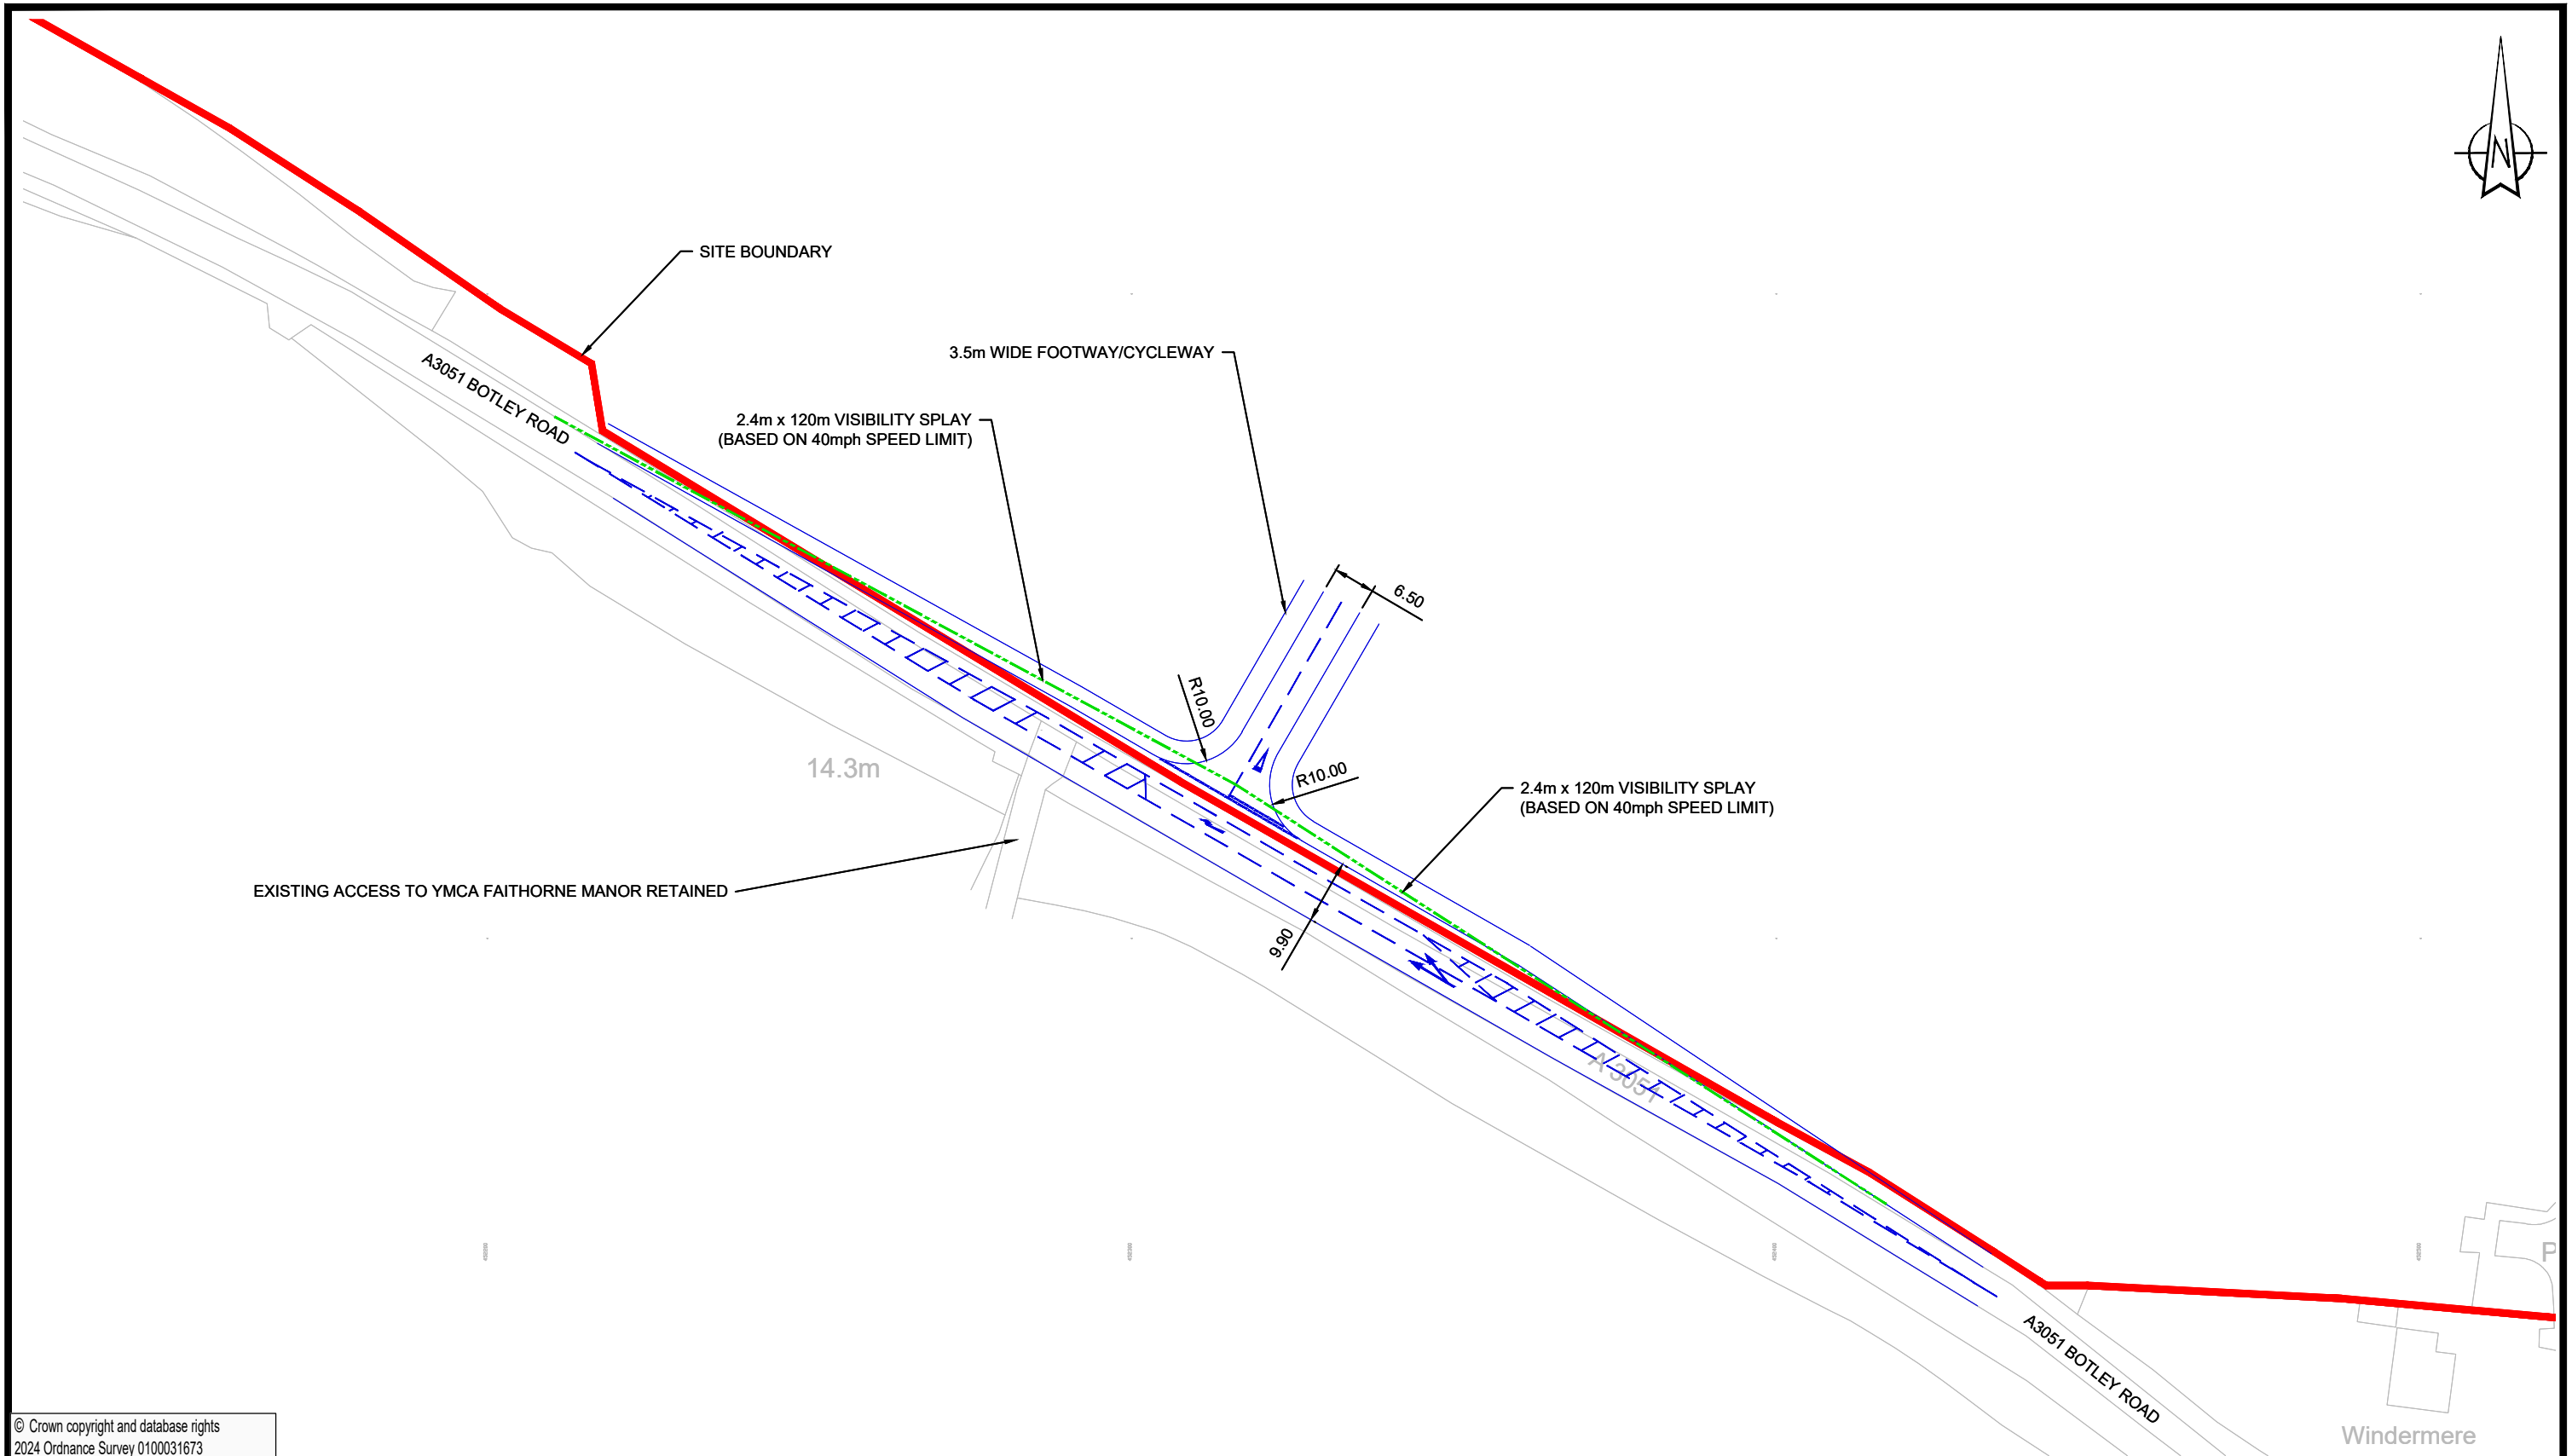 N
SITE BOUNDARY
3.5m WIDE FOOTWAY/CYCLEWAY
A3051 BOTLEY ROAD
2.4m x 120m VISIBILITY SPLAY
(BASED ON 40mph SPEED LIMIT)
6.50
R10.00
14.3m
R10.00
2.4m x 120m VISIBILITY SPLAY
(BASED ON 40mph SPEED LIMIT)
EXISTING ACCESS TO YMCA FAITHORNE MANOR RETAINED
9.90
A 3051
P
A3051 BOTLEY ROAD
© Crown copyright and database rights
2024 Ordnance Survey 0100031673
Windermere